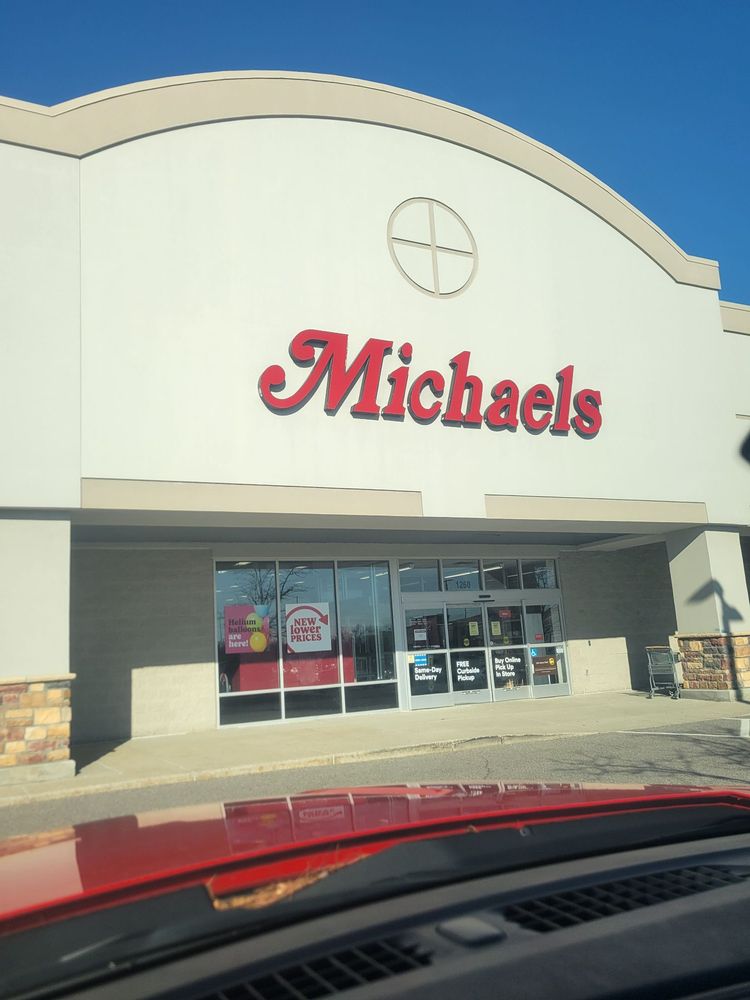 Michaels
1260
Helium
balloons
are
here!
NEW
lower
PRICES
Same-Day
Delivery
FREE
Curbside
Pickup
Buy Online
Pick Up
In Store